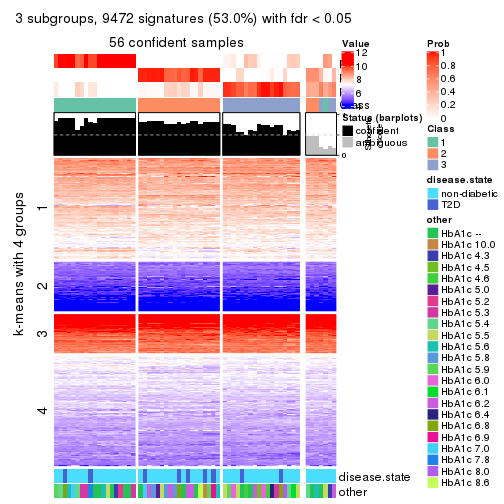 3 subgroups, 9472 signatures (53.0%) with fdr < 0.05
56 confident samples
k-means with 4 groups
1
2
3
4
Value
12
10
8
6
4
Class
Status (barplots)
confident
ambiguous
0
Prob
1
0.8
0.6
0.4
0.2
0
Class
1
2
3
disease.state
non-diabetic
T2D
other
HbA1c --
HbA1c 10.0
HbA1c 4.3
HbA1c 4.5
HbA1c 4.6
HbA1c 5.0
HbA1c 5.2
HbA1c 5.3
HbA1c 5.4
HbA1c 5.5
HbA1c 5.6
HbA1c 5.8
HbA1c 5.9
HbA1c 6.0
HbA1c 6.1
HbA1c 6.2
HbA1c 6.4
HbA1c 6.8
HbA1c 6.9
HbA1c 7.0
HbA1c 7.8
HbA1c 8.0
HbA1c 8.6
disease.state
other